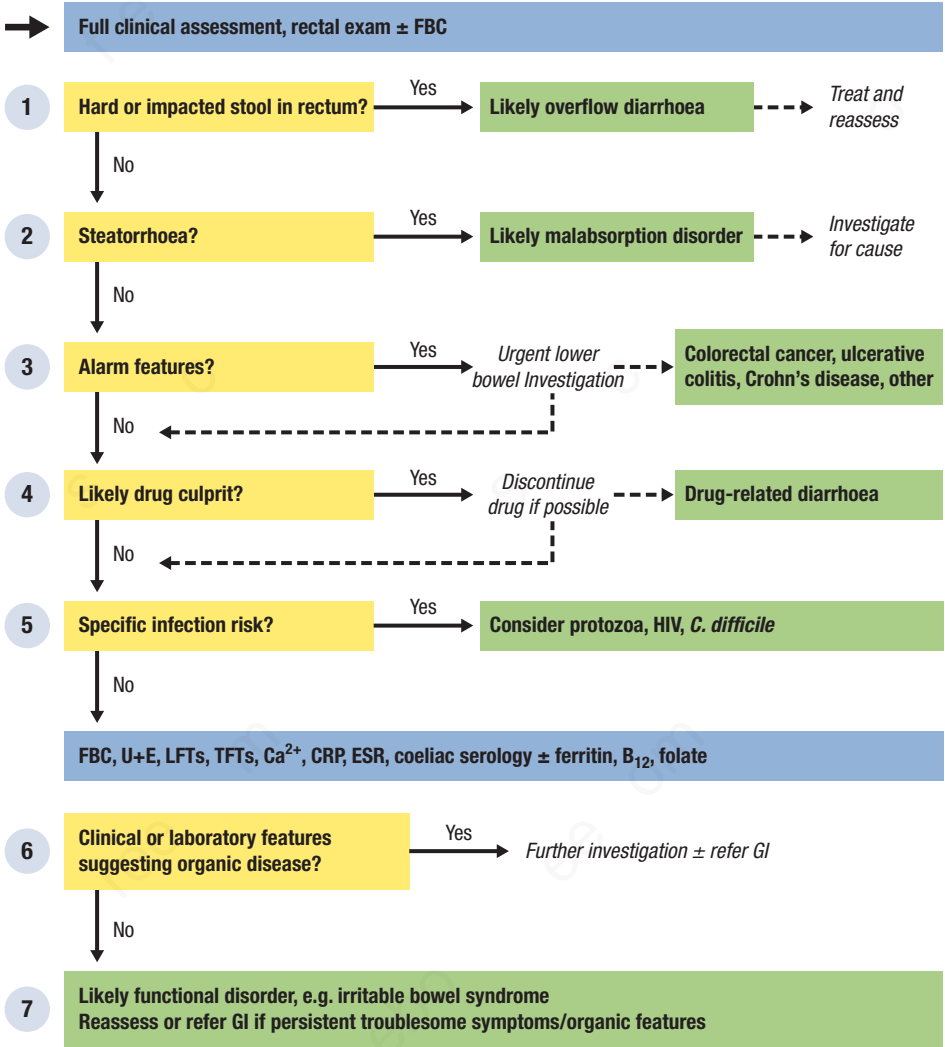 Full clinical assessment, rectal exam ± FBC
1
Hard or impacted stool in rectum?
Yes
Likely overflow diarrhoea
Treat and
reassess
No
2
Steatorrhoea?
Yes
Likely malabsorption disorder
Investigate
for cause
No
3
Alarm features?
Yes
Urgent lower
bowel Investigation
Colorectal cancer, ulcerative
colitis, Crohn's disease, other
No
4
Likely drug culprit?
Yes
Discontinue
drug if possible
Drug-related diarrhoea
No
5
Specific infection risk?
Yes
Consider protozoa, HIV, C. difficile
No
FBC, U+E, LFTs, TFTs, Ca²⁺, CRP, ESR, coeliac serology ± ferritin, B₁₂, folate
6
Clinical or laboratory features
suggesting organic disease?
Yes
Further investigation ± refer GI
No
7
Likely functional disorder, e.g. irritable bowel syndrome
Reassess or refer GI if persistent troublesome symptoms/organic features